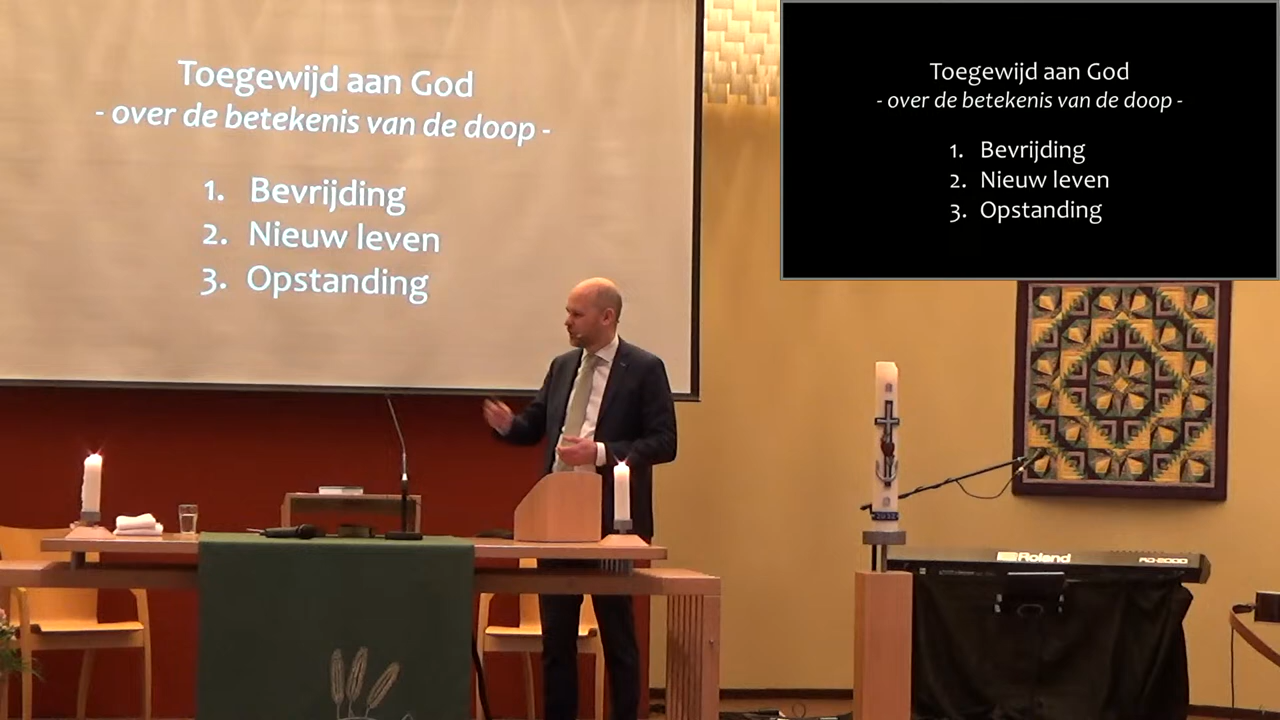 Toegewijd aan God
- over de betekenis van de doop -
1. Bevrijding
2. Nieuw leven
3. Opstanding
Toegewijd aan God
- over de betekenis van de doop -
1. Bevrijding
2. Nieuw leven
3. Opstanding
Roland